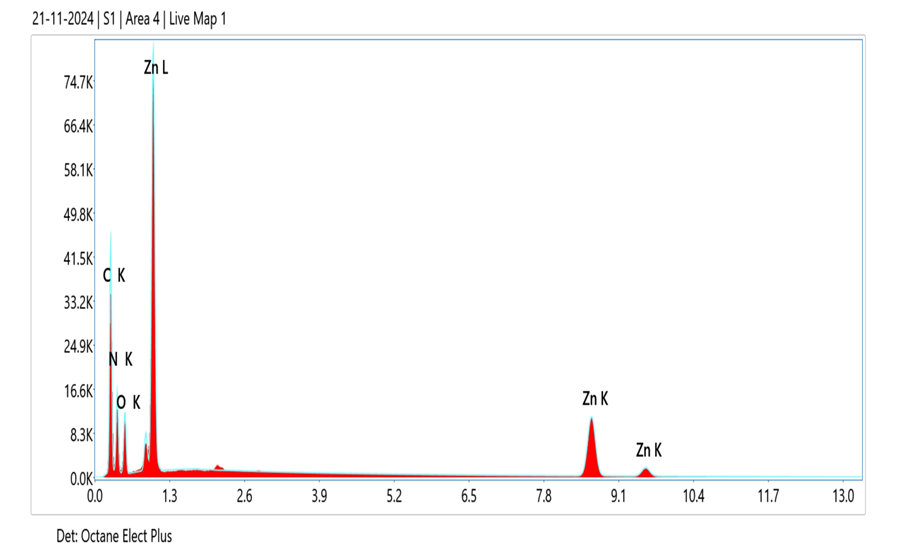 21-11-2024 | S1 | Area 4 | Live Map 1
Zn L
74.7K
66.4K
58.1K
49.8K
41.5K
C K
33.2K
24.9K
N K
16.6K
O K
Zn K
8.3K
Zn K
0.0K
0.0 1.3 2.6 3.9 5.2 6.5 7.8 9.1 10.4 11.7 13.0
Det: Octane Elect Plus